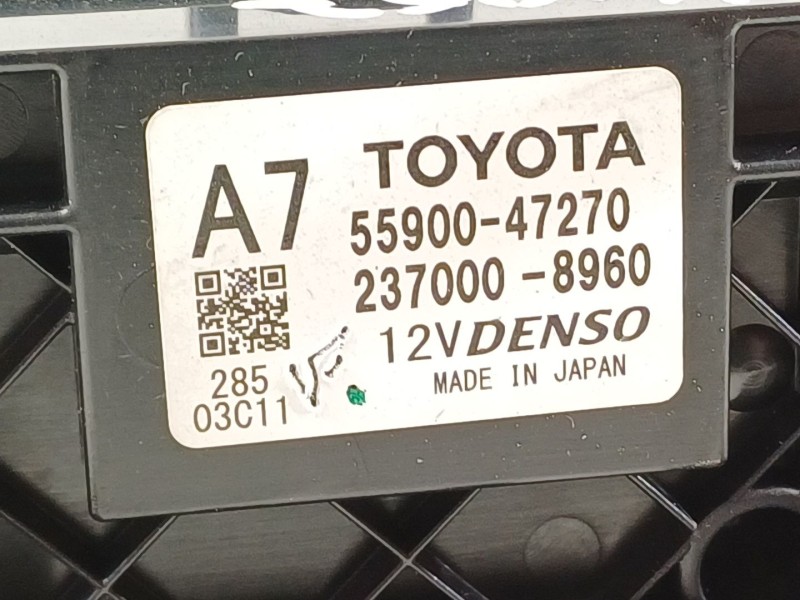 A7
TOYOTA
55900-47270
237000-8960
12V DENSO
MADE IN JAPAN
285
03C11